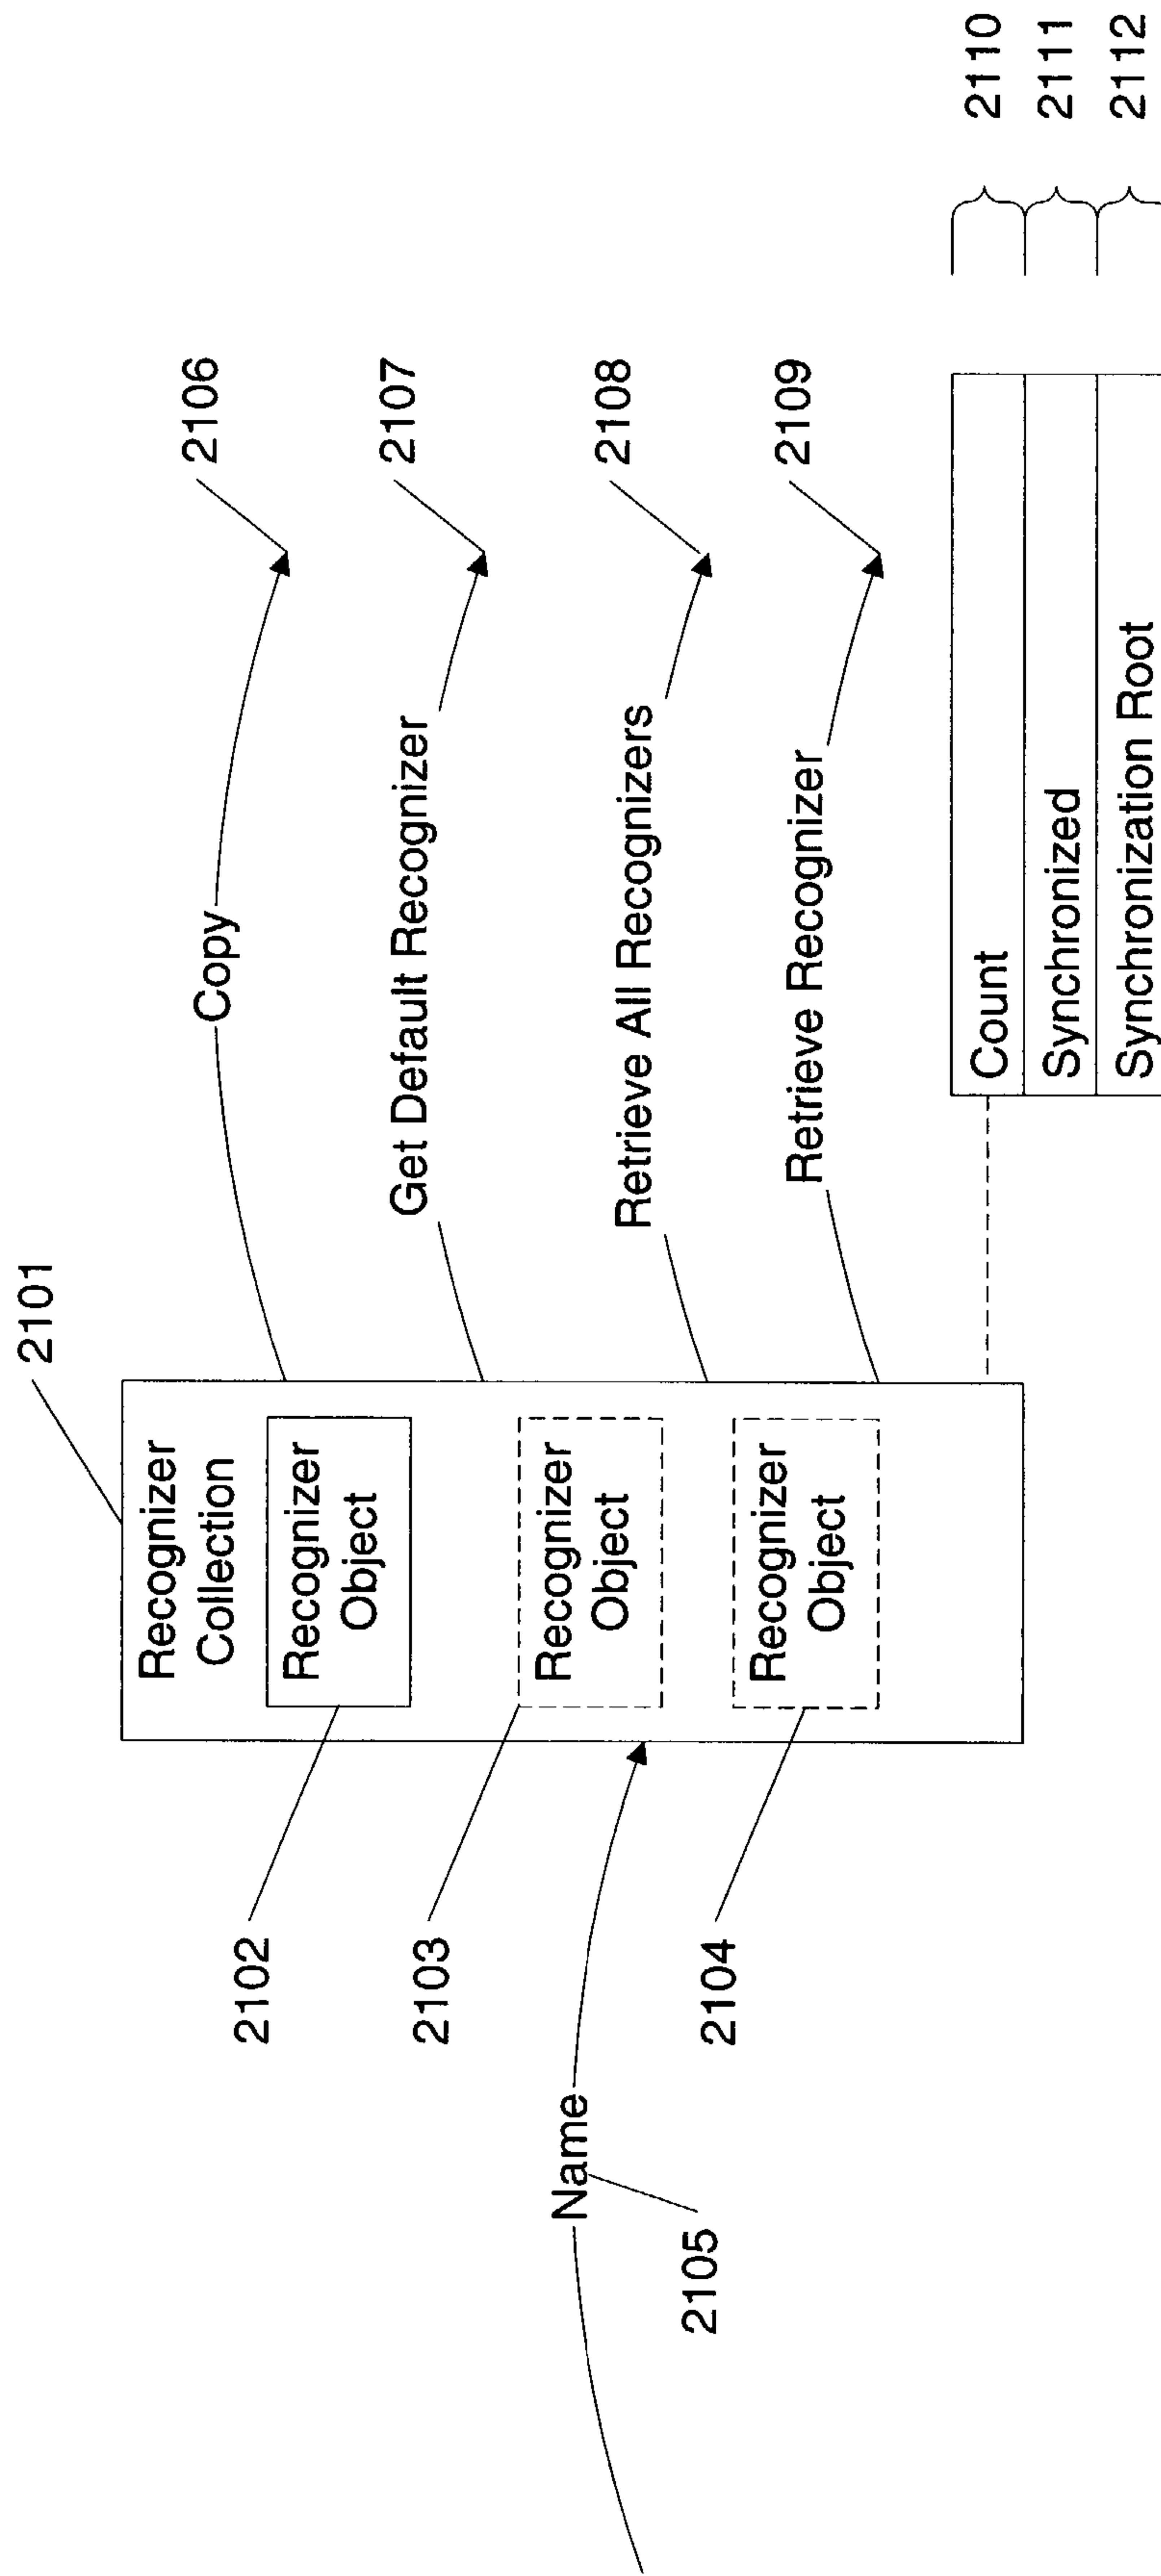 2101
Recognizer
Collection
2102
Recognizer
Object
2103
Recognizer
Object
2104
Recognizer
Object
Name
2105
Copy
2106
Get Default Recognizer
2107
Retrieve All Recognizers
2108
Retrieve Recognizer
2109
Count
2110
Synchronized
2111
Synchronization Root
2112